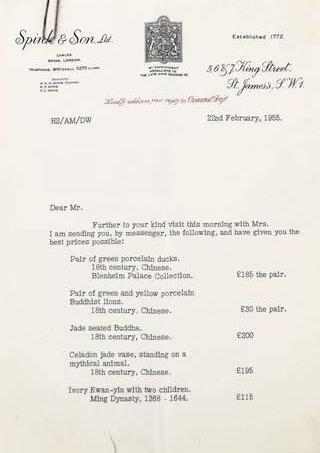 Spink & Son, Ltd.
Established 1772.
CABLES
SPINK, LONDON.
TELEPHONE, WHITEHALL 5275
BY APPOINTMENT
MEDALLISTS TO
THE LATE KING GEORGE VI
5, 6 & 7 King Street,
St. James's, S.W.1.
Kindly address your reply to Oriental Dept
HS/AM/DW
22nd February, 1955.
Dear Mr.
Further to your kind visit this morning with Mrs.
I am sending you, by messenger, the following, and have given you the
best prices possible:
Pair of green porcelain ducks.
18th century, Chinese.
Blenheim Palace Collection. £185 the pair.
Pair of green and yellow porcelain
Buddhist lions.
18th century, Chinese. £30 the pair.
Jade seated Buddha.
18th century, Chinese. £200
Celadon jade vase, standing on a
mythical animal.
18th century, Chinese. £195
Ivory Kwan-yin with two children.
Ming Dynasty, 1368 - 1644. £115